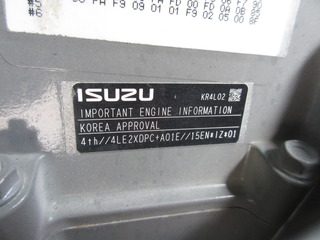 ISUZU KR4L02
IMPORTANT ENGINE INFORMATION
KOREA APPROVAL
4th//4LE2XDPC+A01E//15EN*IZ*01